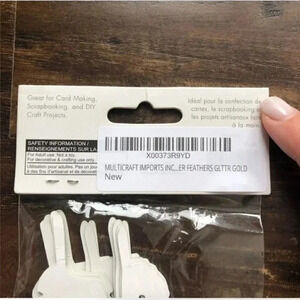 Great for Card Making,
Scrapbooking, and DIY
Craft Projects.
Idéal pour la confection de
cartes, le scrapbooking et
les projets artisanaux
SAFETY INFORMATION /
RENSEIGNEMENTS SUR LA
For adult use. Not a toy.
For decorative & crafting use only.
X00373R9YD
MULTICRAFT IMPORTS INC...ER FEATHERS GLTTR GOLD
New